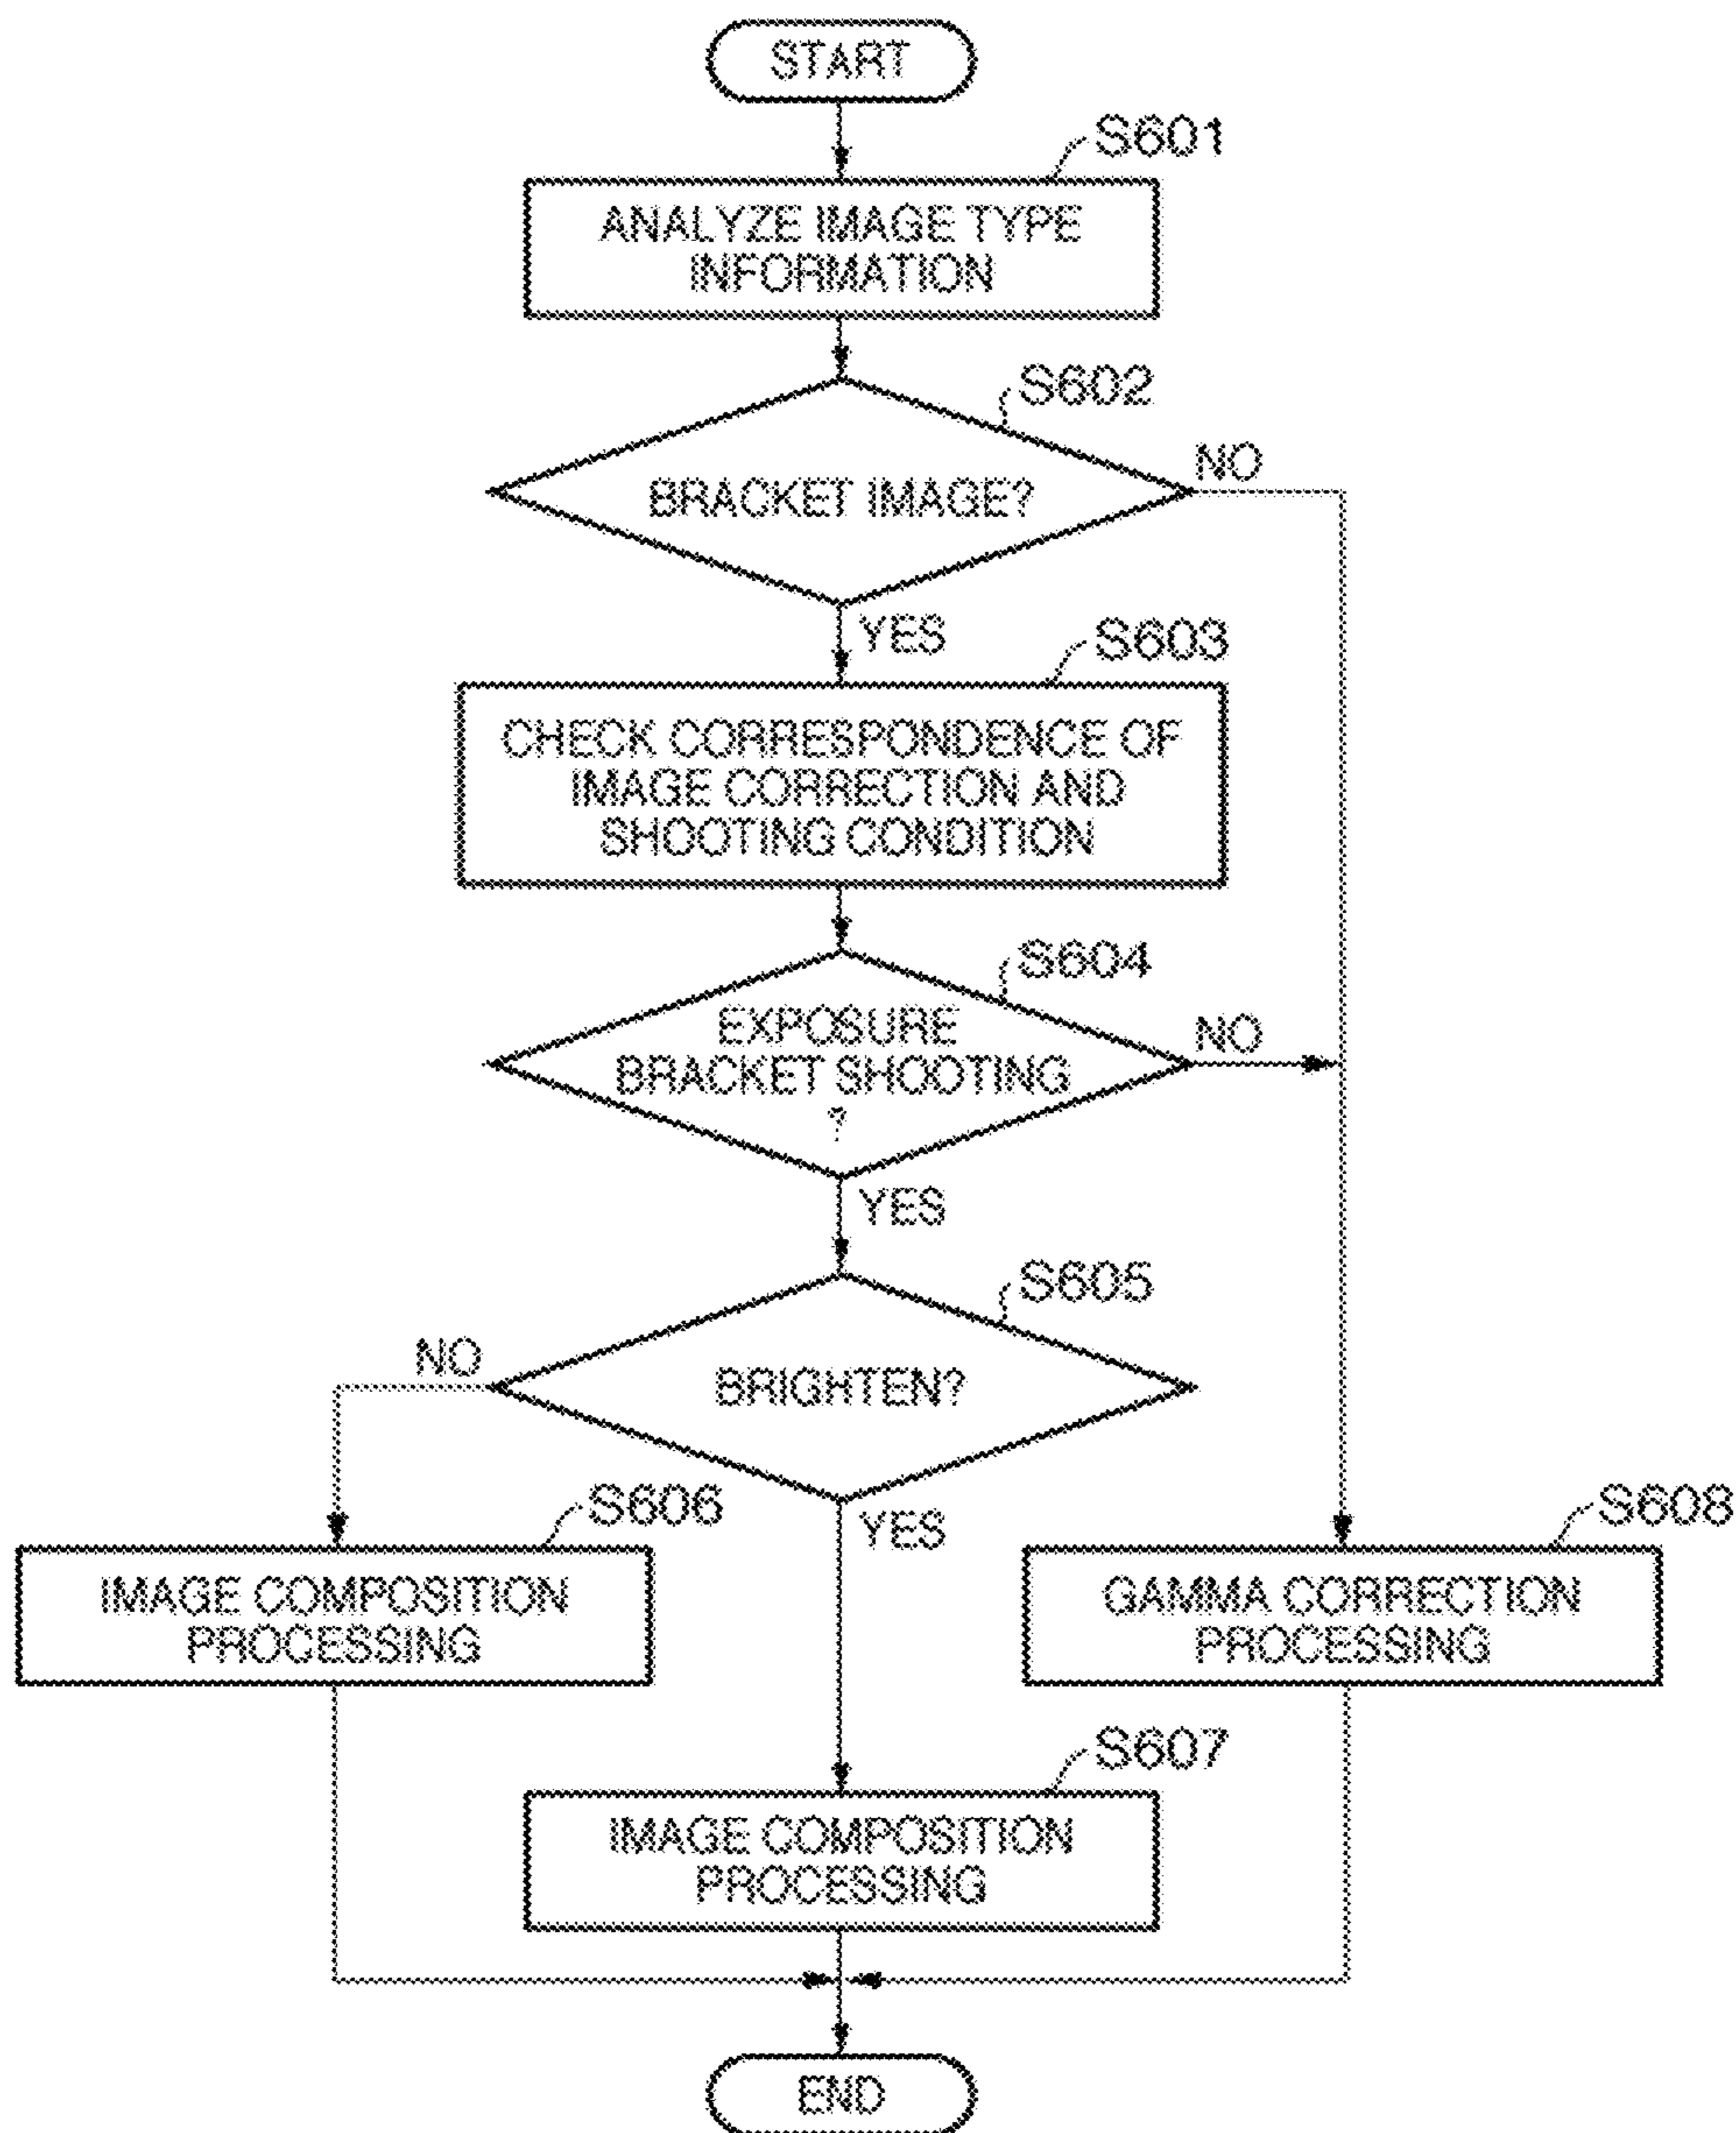 START
S601
ANALYZE IMAGE TYPE
INFORMATION
S602
BRACKET IMAGE?
NO
YES
S603
CHECK CORRESPONDENCE OF
IMAGE CORRECTION AND
SHOOTING CONDITION
S604
EXPOSURE
BRACKET SHOOTING
?
NO
YES
S605
BRIGHTEN?
NO
YES
S606
IMAGE COMPOSITION
PROCESSING
S608
GAMMA CORRECTION
PROCESSING
S607
IMAGE COMPOSITION
PROCESSING
END